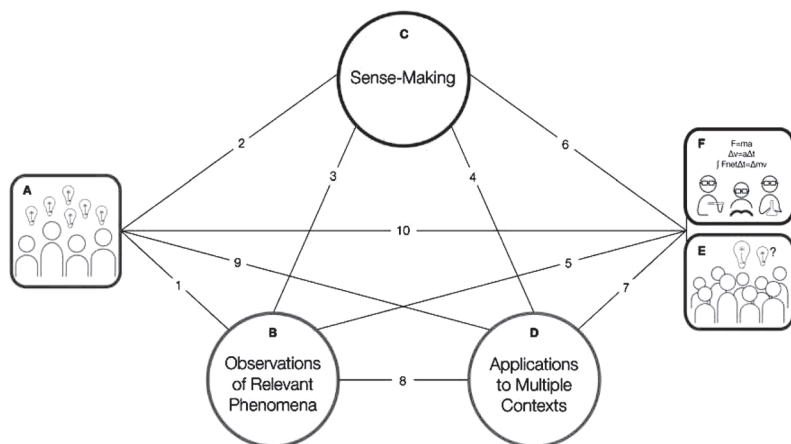 C
Sense-Making
2
6
F
F=ma
Δv=aΔt
∫ FnetΔt=Δmv
A
3
4
10
E
?
9
5
1
7
B
Observations
of Relevant
Phenomena
8
D
Applications
to Multiple
Contexts